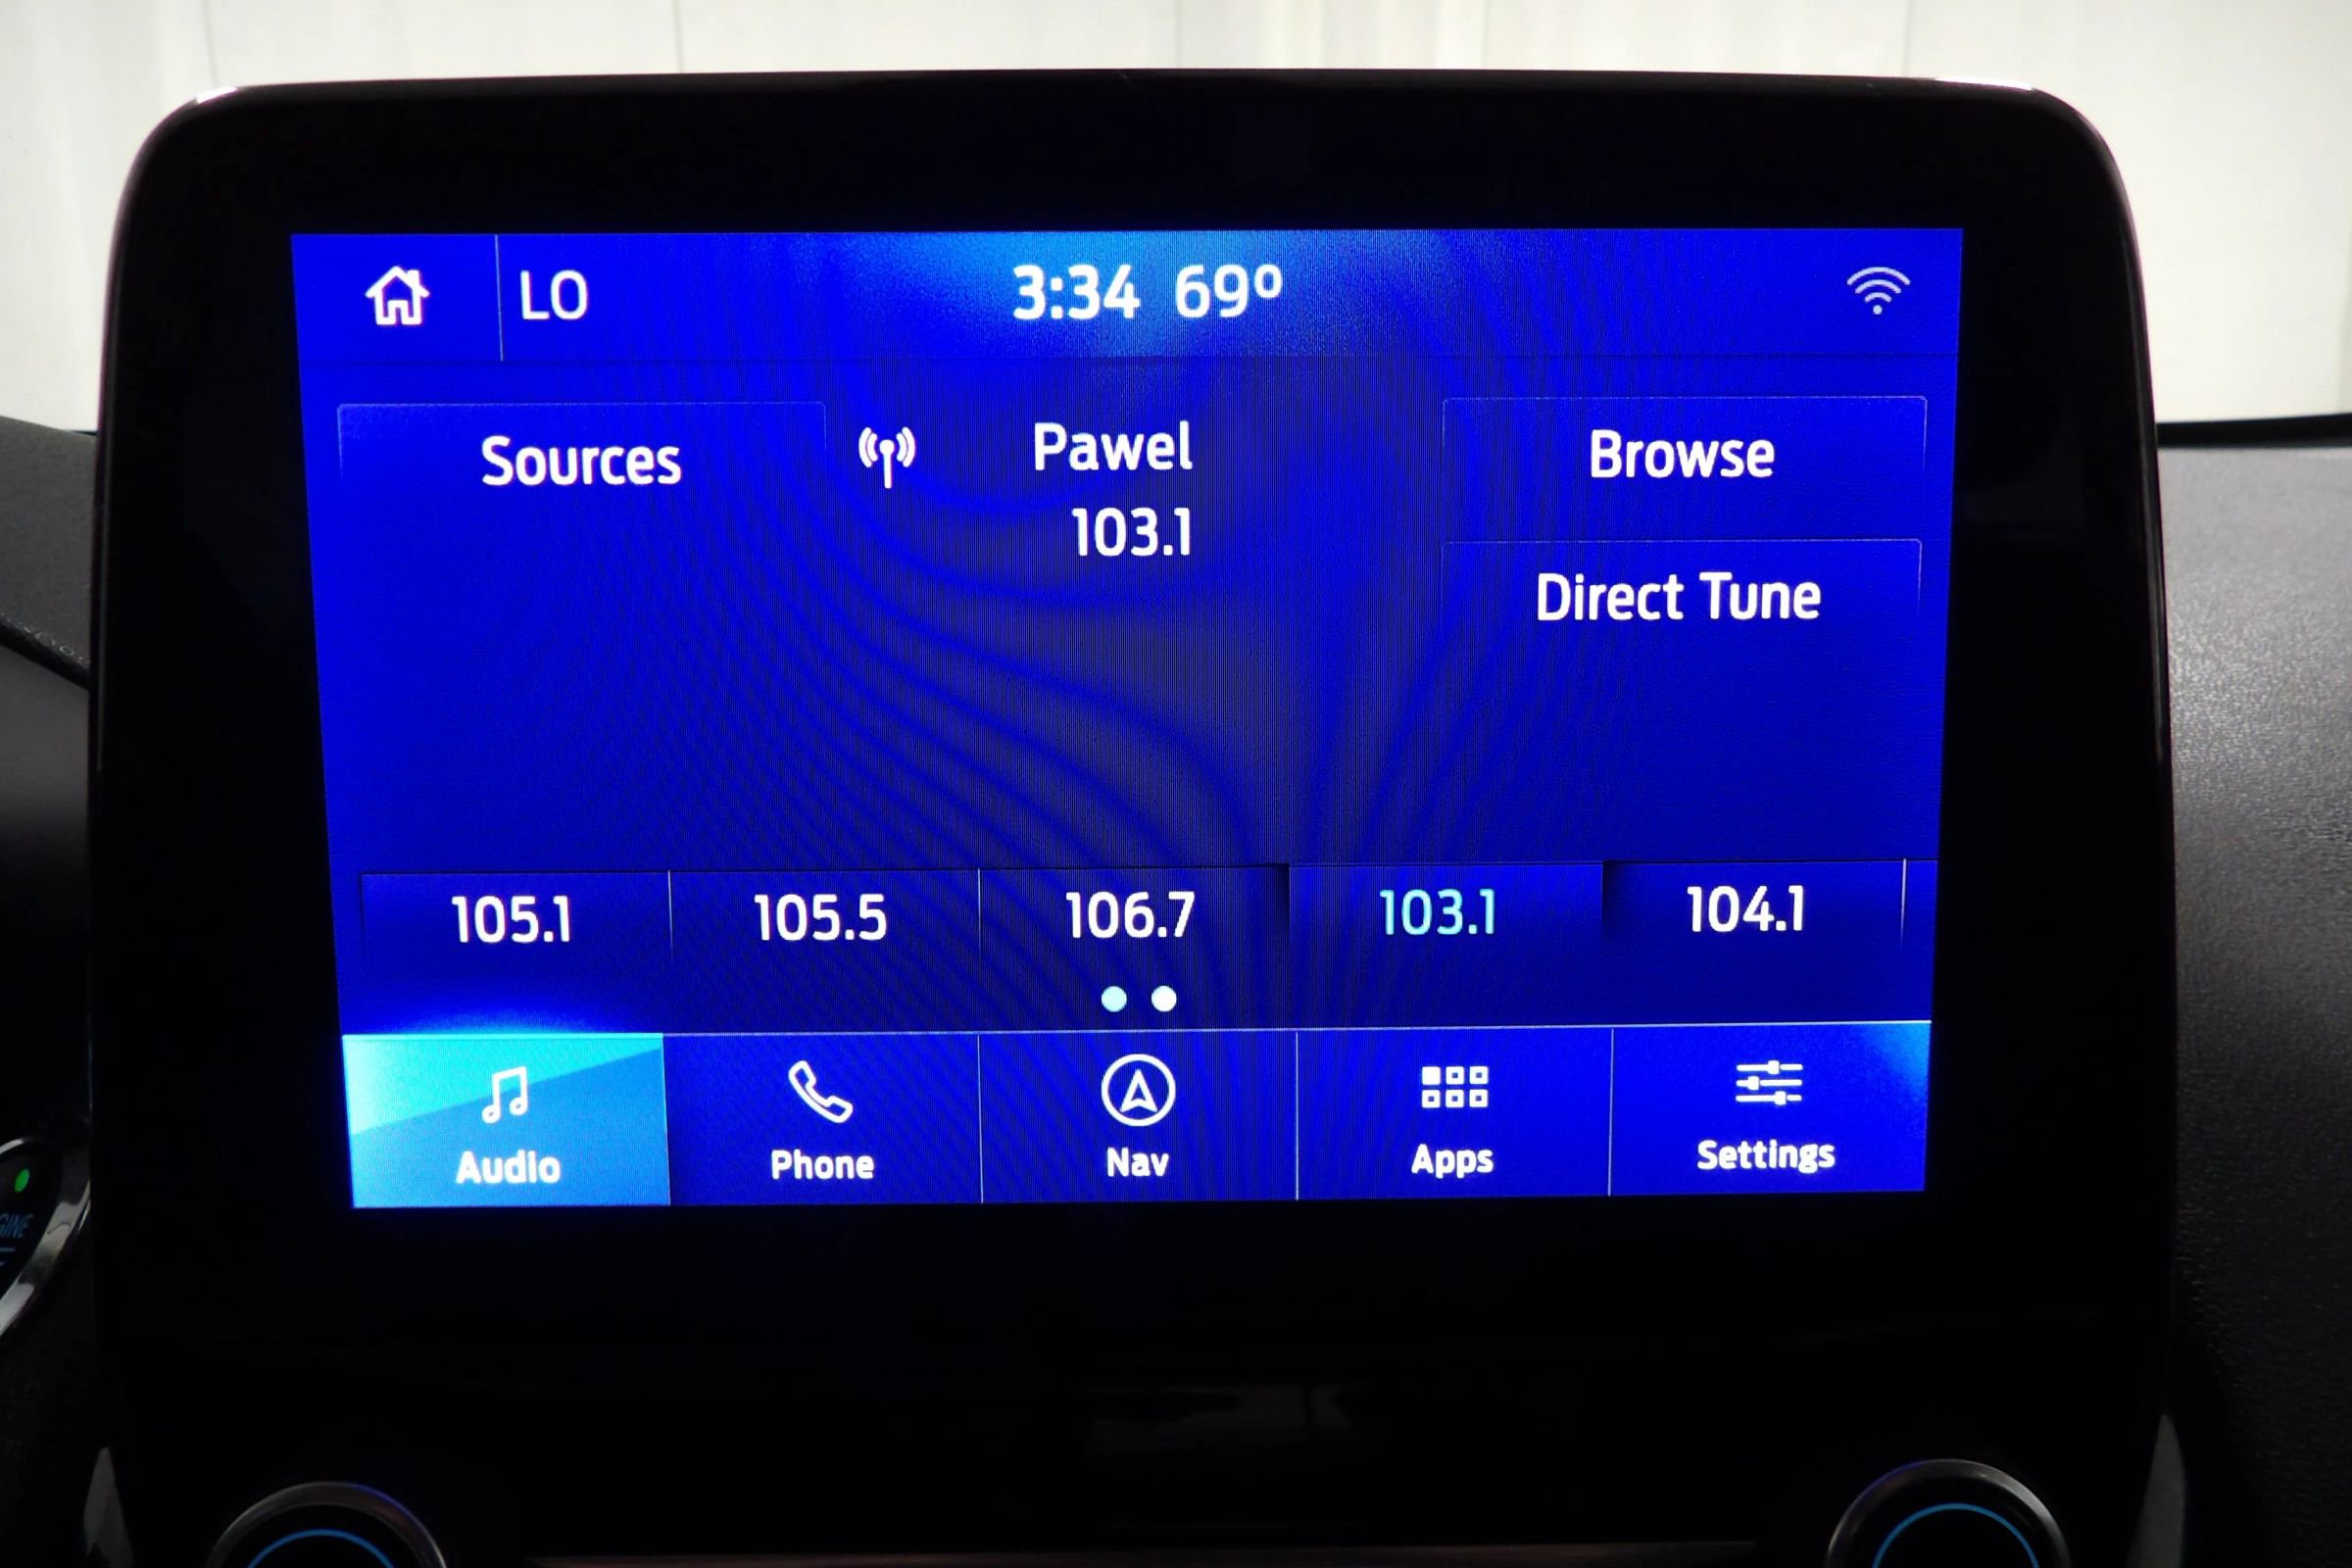 LO 3:34 69º
Sources Pawel Browse
103.1
Direct Tune
105.1 105.5 106.7 103.1 104.1
Audio Phone Nav Apps Settings